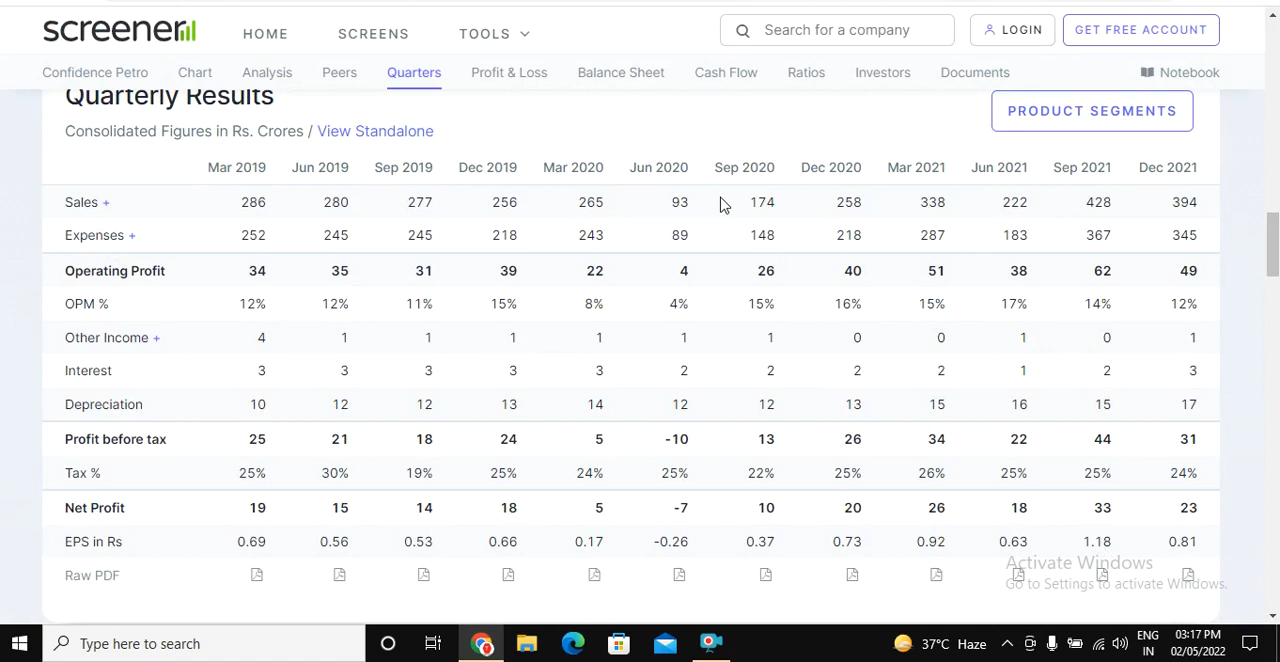 screener HOME SCREENS TOOLS Search for a company LOGIN GET FREE ACCOUNT
Confidence Petro Chart Analysis Peers Quarters Profit & Loss Balance Sheet Cash Flow Ratios Investors Documents Notebook
Quarterly Results
PRODUCT SEGMENTS
Consolidated Figures in Rs. Crores / View Standalone
Mar 2019 Jun 2019 Sep 2019 Dec 2019 Mar 2020 Jun 2020 Sep 2020 Dec 2020 Mar 2021 Jun 2021 Sep 2021 Dec 2021
Sales + 286 280 277 256 265 93 174 258 338 222 428 394
Expenses + 252 245 245 218 243 89 148 218 287 183 367 345
Operating Profit 34 35 31 39 22 4 26 40 51 38 62 49
OPM % 12% 12% 11% 15% 8% 4% 15% 16% 15% 17% 14% 12%
Other Income + 4 1 1 1 1 1 1 0 0 1 0 1
Interest 3 3 3 3 3 2 2 2 2 1 2 3
Depreciation 10 12 12 13 14 12 12 13 15 16 15 17
Profit before tax 25 21 18 24 5 -10 13 26 34 22 44 31
Tax % 25% 30% 19% 25% 24% 25% 22% 25% 26% 25% 25% 24%
Net Profit 19 15 14 18 5 -7 10 20 26 18 33 23
EPS in Rs 0.69 0.56 0.53 0.66 0.17 -0.26 0.37 0.73 0.92 0.63 1.18 0.81
Raw PDF
Activate Windows
Go to Settings to activate Windows.
Type here to search 37°C Haze ENG IN 03:17 PM 02/05/2022